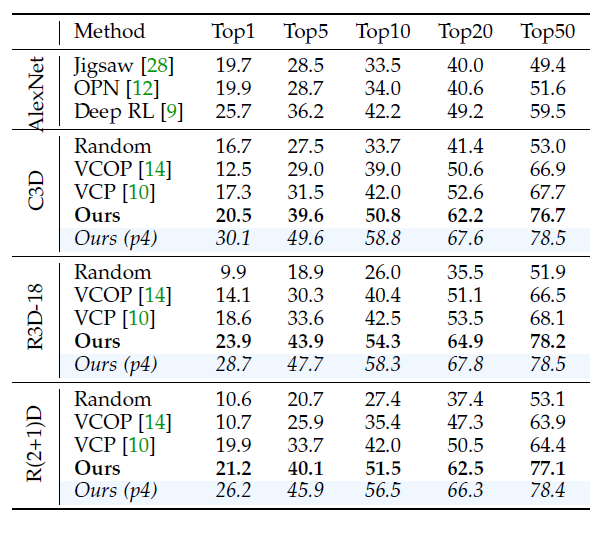 Method Top1 Top5 Top10 Top20 Top50
AlexNet
Jigsaw [28] 19.7 28.5 33.5 40.0 49.4
OPN [12] 19.9 28.7 34.0 40.6 51.6
Deep RL [9] 25.7 36.2 42.2 49.2 59.5
C3D
Random 16.7 27.5 33.7 41.4 53.0
VCOP [14] 12.5 29.0 39.0 50.6 66.9
VCP [10] 17.3 31.5 42.0 52.6 67.7
Ours 20.5 39.6 50.8 62.2 76.7
Ours (p4) 30.1 49.6 58.8 67.6 78.5
R3D-18
Random 9.9 18.9 26.0 35.5 51.9
VCOP [14] 14.1 30.3 40.4 51.1 66.5
VCP [10] 18.6 33.6 42.5 53.5 68.1
Ours 23.9 43.9 54.3 64.9 78.2
Ours (p4) 28.7 47.7 58.3 67.8 78.5
R(2+1)D
Random 10.6 20.7 27.4 37.4 53.1
VCOP [14] 10.7 25.9 35.4 47.3 63.9
VCP [10] 19.9 33.7 42.0 50.5 64.4
Ours 21.2 40.1 51.5 62.5 77.1
Ours (p4) 26.2 45.9 56.5 66.3 78.4